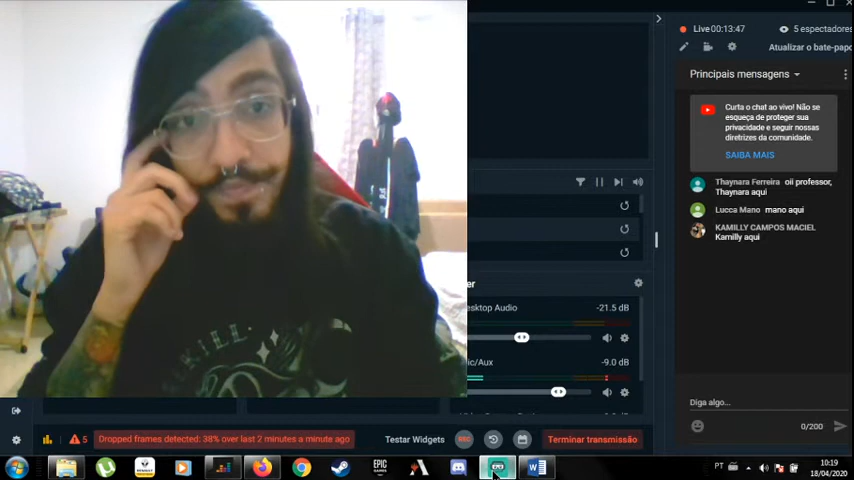 Live 00:13:47
5 espectadores
Atualizar o bate-papo
Principais mensagens
Curta o chat ao vivo! Não se
esqueça de proteger sua
privacidade e seguir nossas
diretrizes da comunidade.
SAIBA MAIS
Thaynara Ferreira oii professor,
Thaynara aqui
Lucca Mano mano aqui
KAMILLY CAMPOS MACIEL
Kamilly aqui
er
esktop Audio
-21.5 dB
ic/Aux
-9.0 dB
KILL.
Diga algo...
0/200
5
Dropped frames detected: 38% over last 2 minutes a minute ago
Testar Widgets
REC
Terminar transmissão
EPIC
GAMES
PT
10:19
18/04/2020